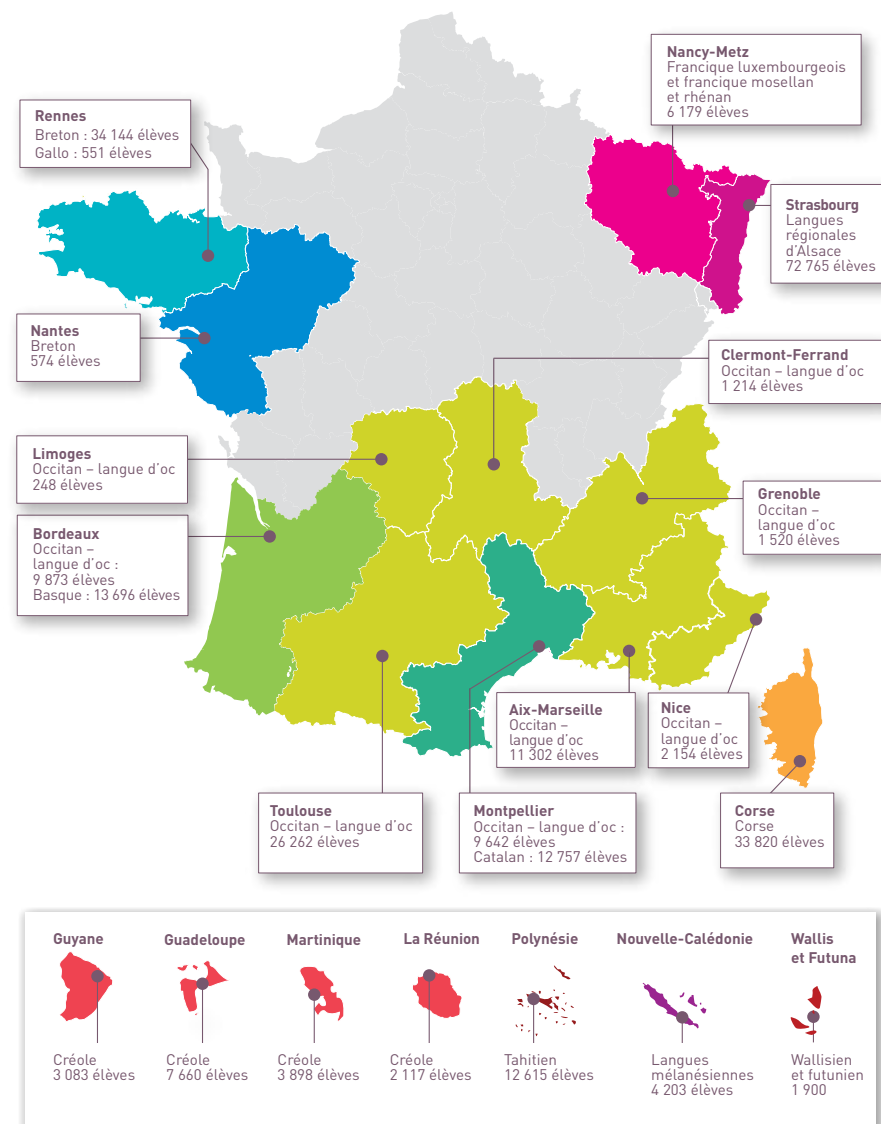 Nancy-Metz
Francique luxembourgeois
et francique mosellan
et rhénan
6 179 élèves
Rennes
Breton : 34 144 élèves
Gallo : 551 élèves
Strasbourg
Langues
régionales
d'Alsace
72 765 élèves
Nantes
Breton
574 élèves
Clermont-Ferrand
Occitan – langue d'oc
1 214 élèves
Limoges
Occitan – langue d'oc
248 élèves
Grenoble
Occitan –
langue d'oc
1 520 élèves
Bordeaux
Occitan –
langue d'oc :
9 873 élèves
Basque : 13 696 élèves
Aix-Marseille
Occitan –
langue d'oc
11 302 élèves
Nice
Occitan –
langue d'oc
2 154 élèves
Toulouse
Occitan – langue d'oc
26 262 élèves
Montpellier
Occitan – langue d'oc :
9 642 élèves
Catalan : 12 757 élèves
Corse
Corse
33 820 élèves
Guyane
Créole
3 083 élèves
Guadeloupe
Créole
7 660 élèves
Martinique
Créole
3 898 élèves
La Réunion
Créole
2 117 élèves
Polynésie
Tahitien
12 615 élèves
Nouvelle-Calédonie
Langues
mélanésiennes
4 203 élèves
Wallis
et Futuna
Wallisien
et futunien
1 900